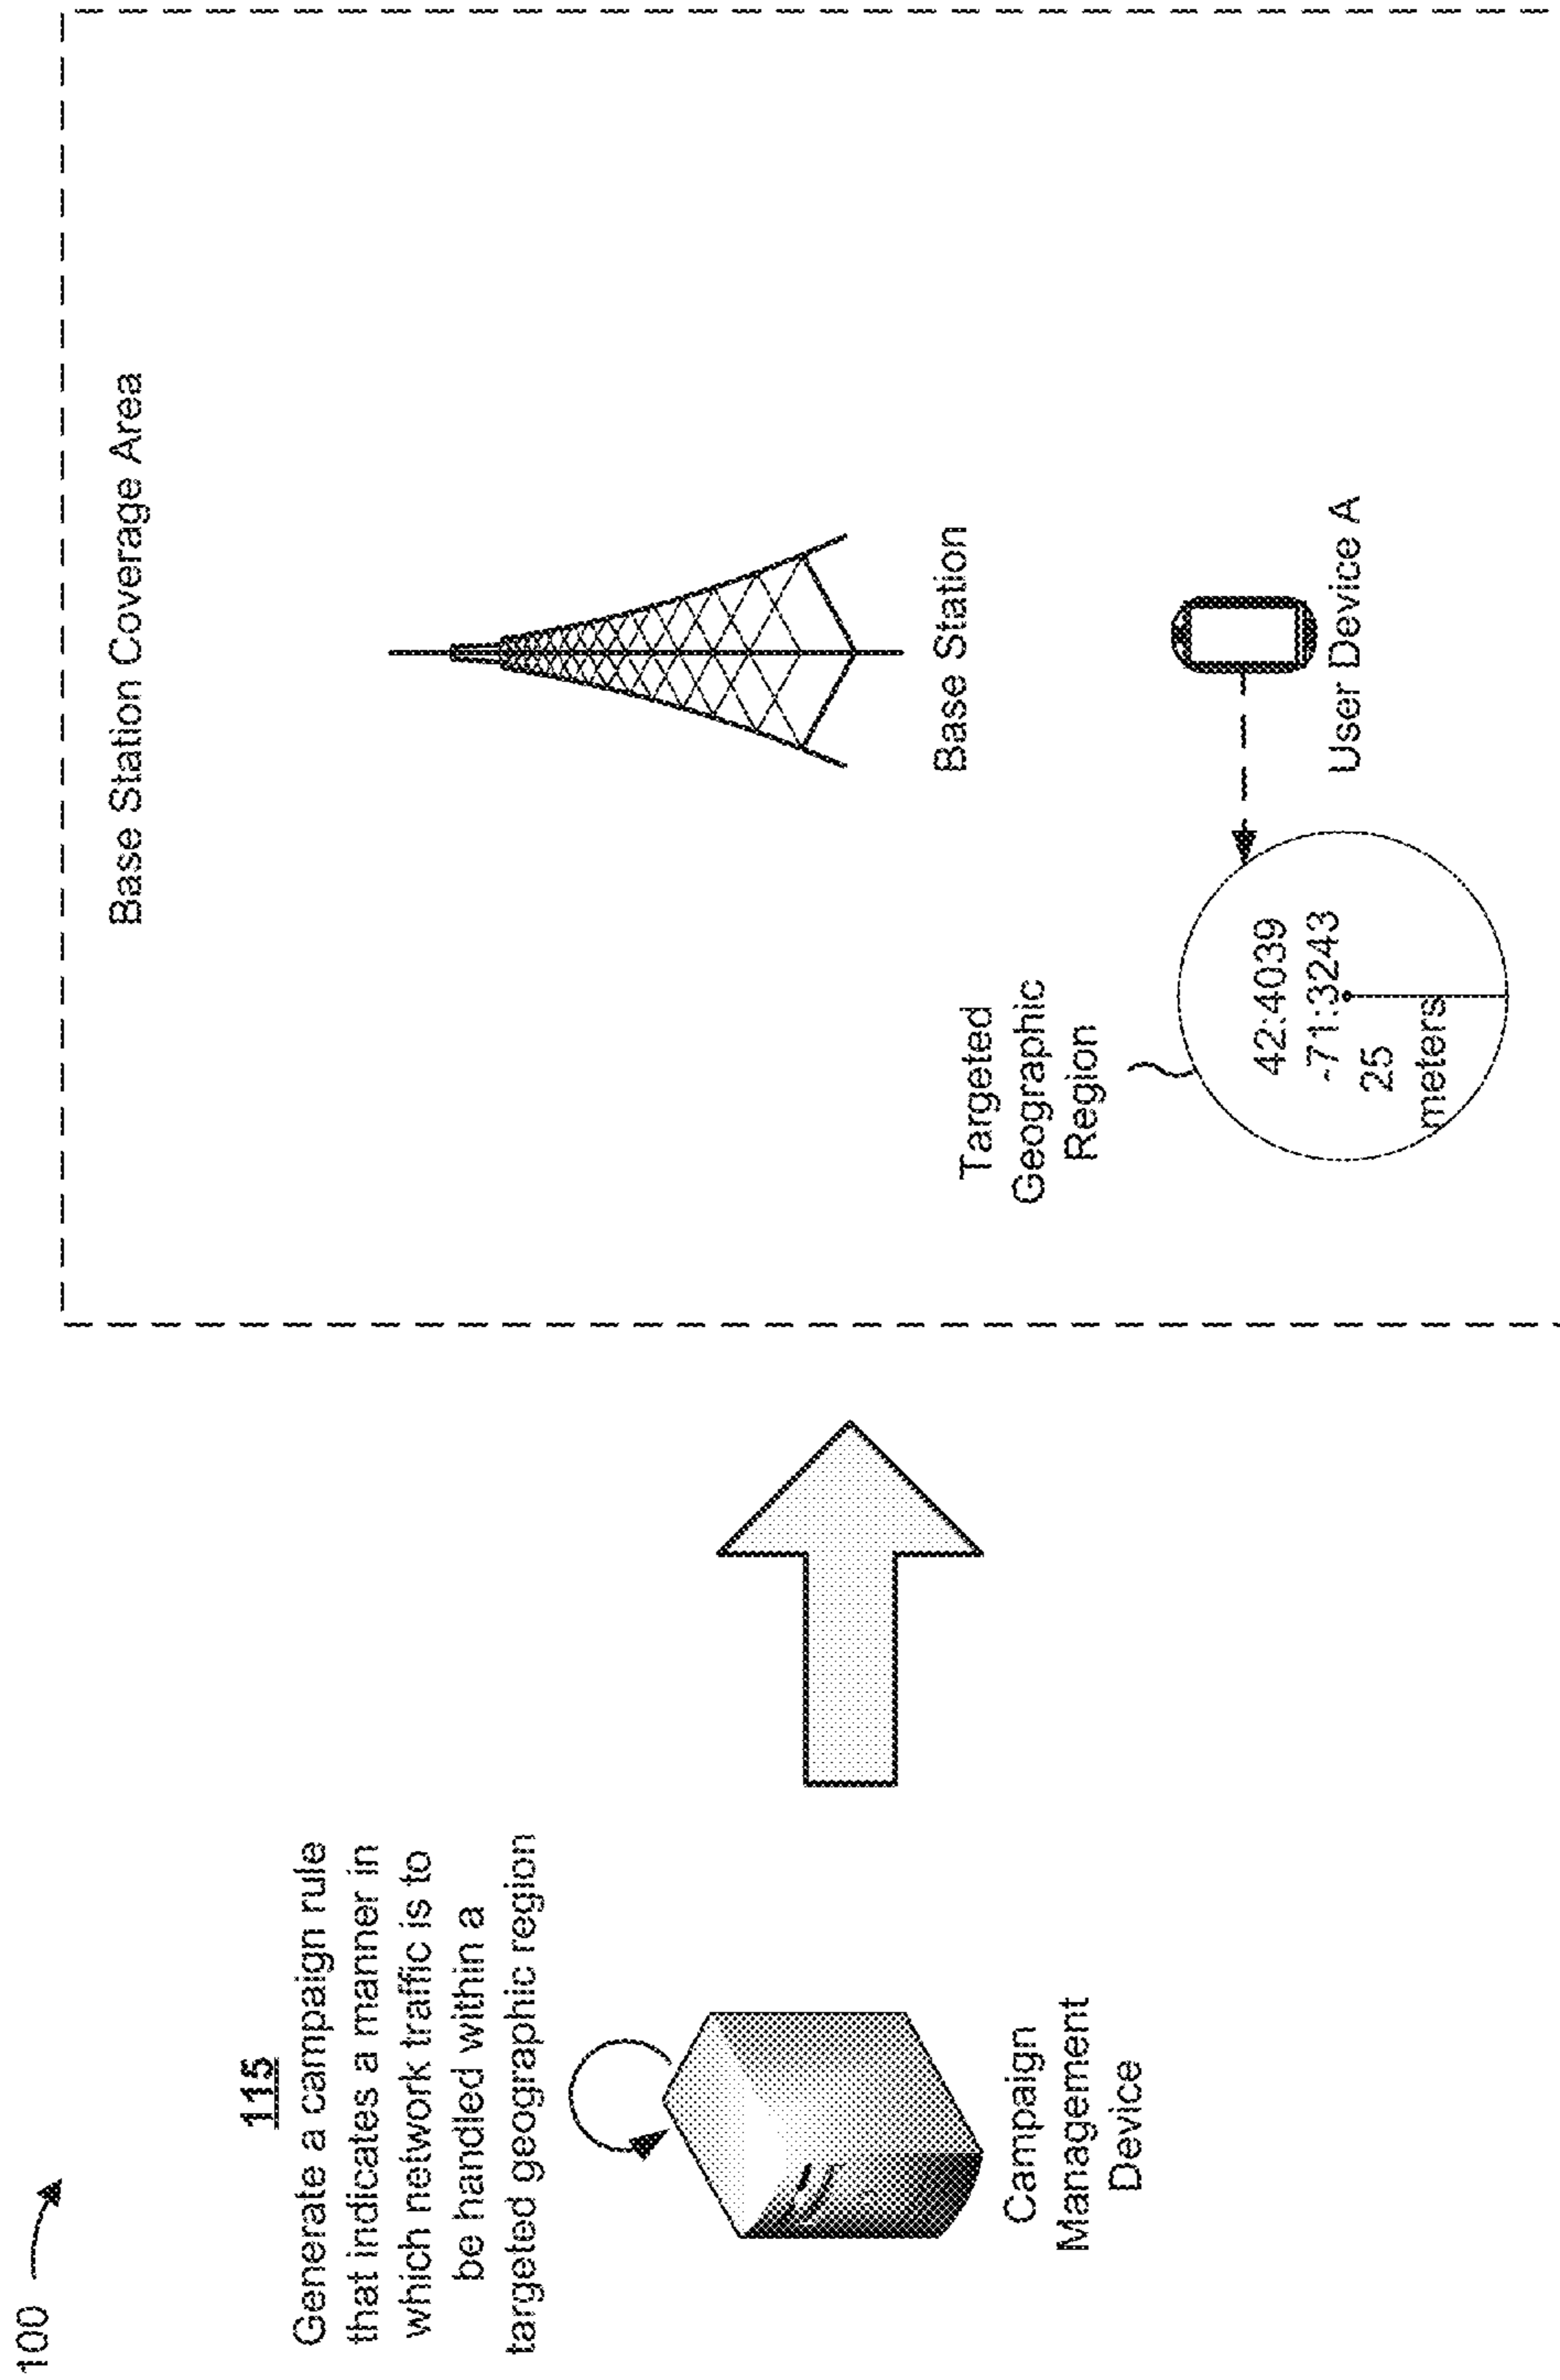 100
115
Generate a campaign rule
that indicates a manner in
which network traffic is to
be handled within a
targeted geographic region
Campaign
Management
Device
Base Station Coverage Area
Base Station
Targeted
Geographic
Region
42:4039
-71:3243
25
meters
User Device A